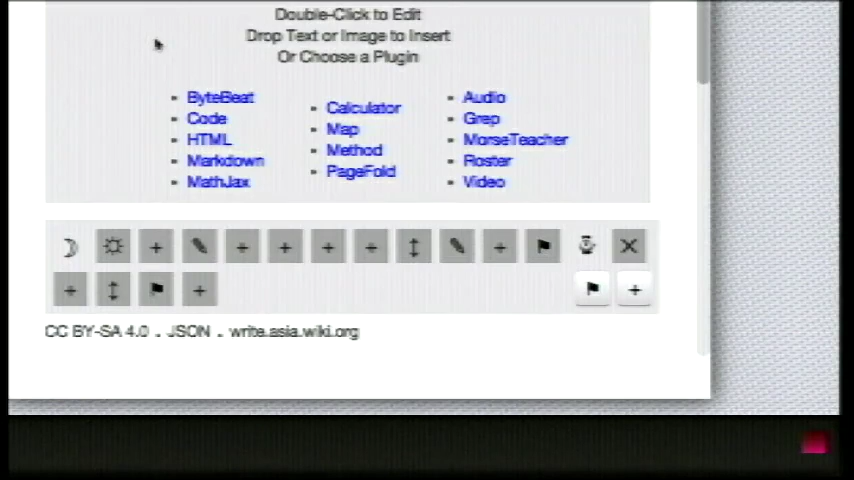 Double-Click to Edit
Drop Text or Image to Insert
Or Choose a Plugin
ByteBeat
Code
HTML
Markdown
MathJax
Calculator
Map
Method
PageFold
Audio
Grep
MorseTeacher
Roster
Video
CC BY-SA 4.0 . JSON . write.asia.wiki.org